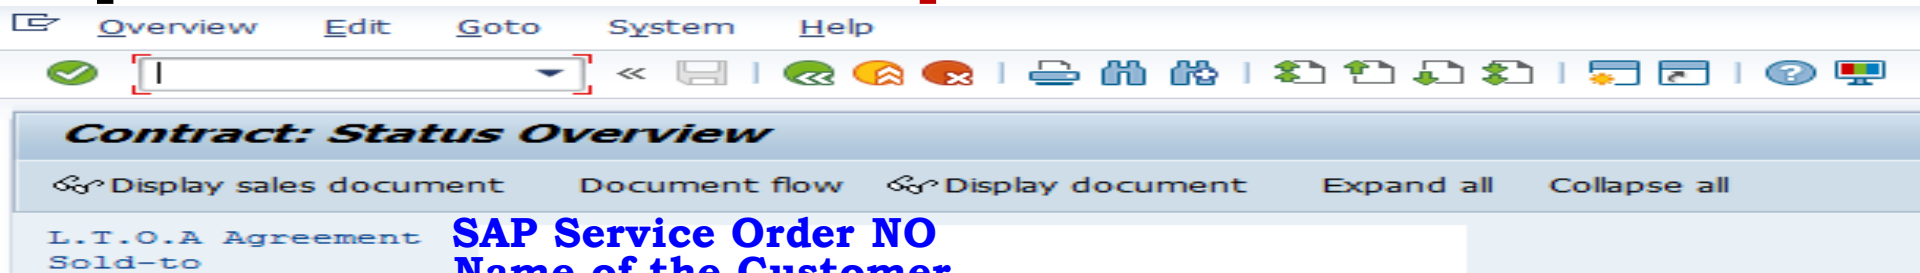 Overview Edit Goto System Help
Contract: Status Overview
Display sales document Document flow Display document Expand all Collapse all
L.T.O.A Agreement SAP Service Order NO
Sold-to Name of the Customer